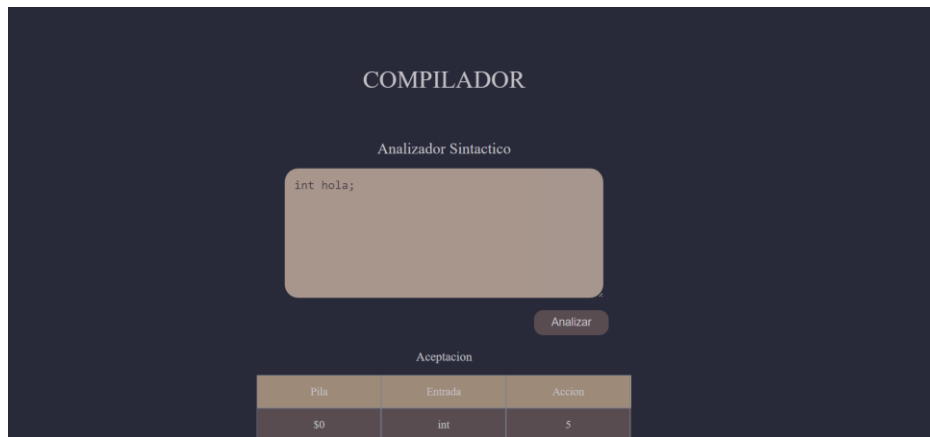 COMPILADOR
Analizador Sintactico
int hola;
Analizar
Aceptacion
Pila Entrada Accion
$0 int 5